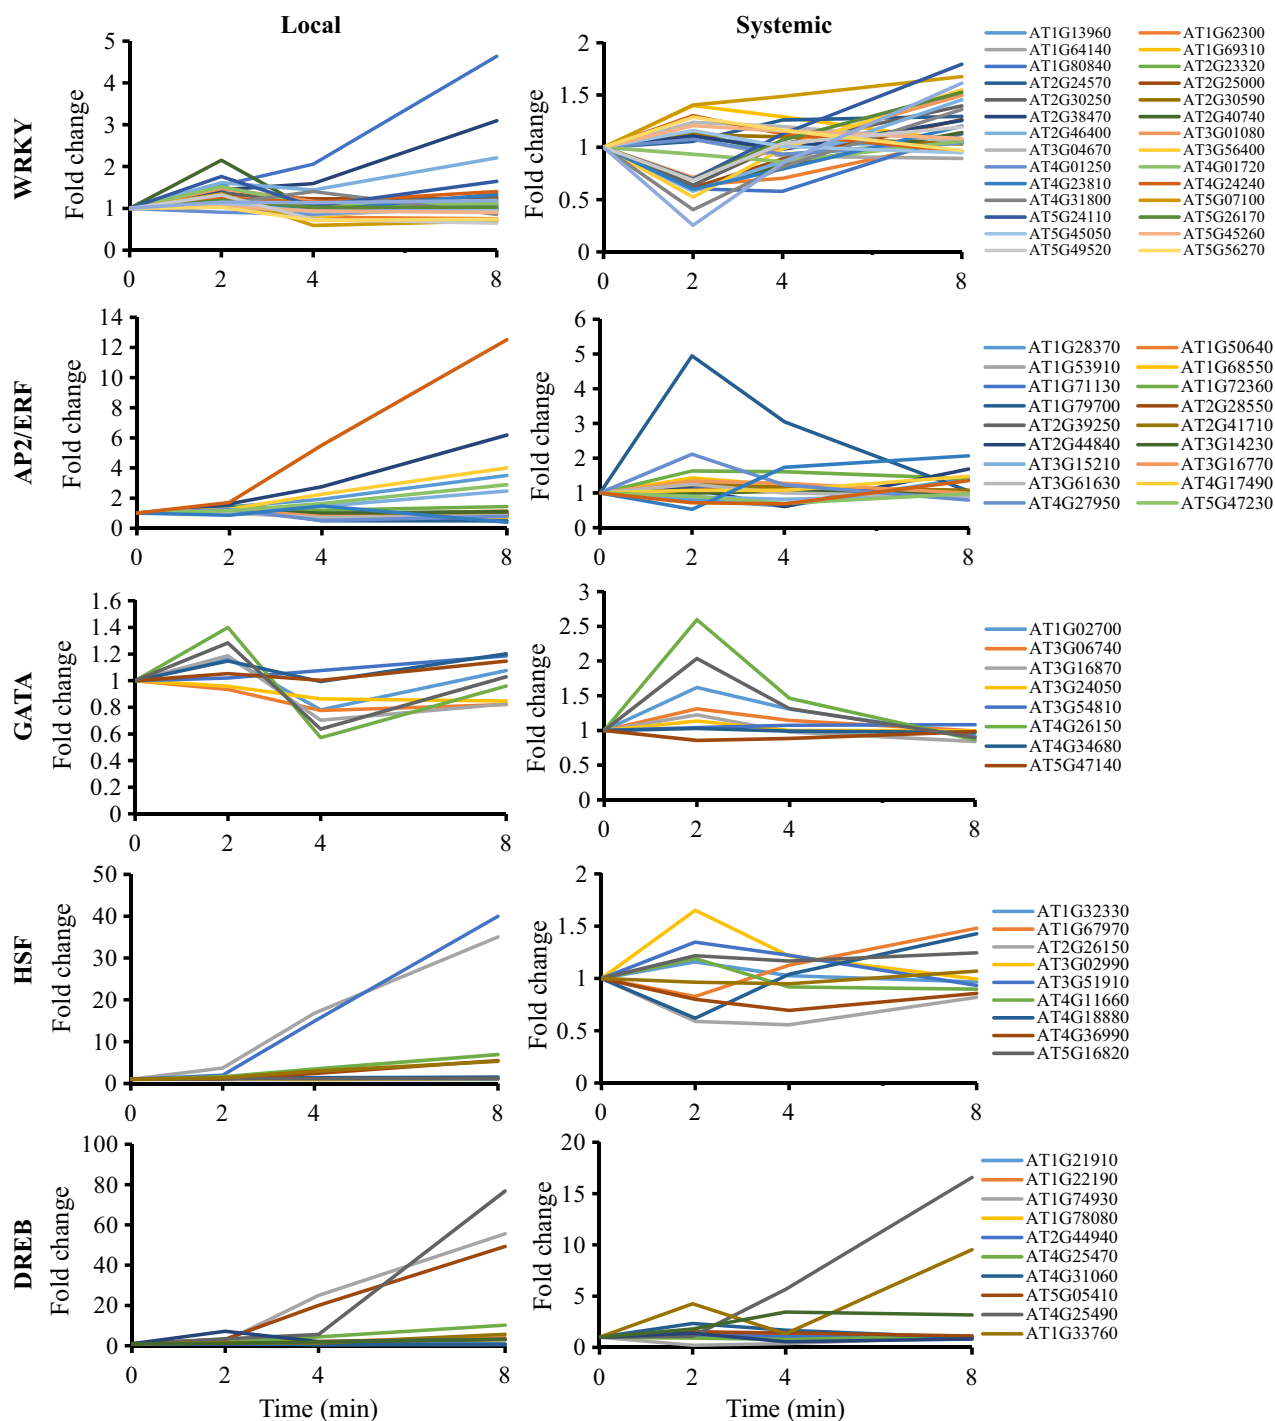 Local
Systemic
WRKY
Fold change
5
4
3
2
1
0
0 2 4 8
Fold change
2
1.5
1
0.5
0
0 2 4 8
AT1G13960 AT1G62300
AT1G64140 AT1G69310
AT1G80840 AT2G23320
AT2G24570 AT2G25000
AT2G30250 AT2G30590
AT2G38470 AT2G40740
AT2G46400 AT3G01080
AT3G04670 AT3G56400
AT4G01250 AT4G01720
AT4G23810 AT4G24240
AT4G31800 AT5G07100
AT5G24110 AT5G26170
AT5G45050 AT5G45260
AT5G49520 AT5G56270
AP2/ERF
Fold change
14
12
10
8
6
4
2
0
0 2 4 8
Fold change
6
5
4
3
2
1
0
0 2 4 8
AT1G28370 AT1G50640
AT1G53910 AT1G68550
AT1G71130 AT1G72360
AT1G79700 AT2G28550
AT2G39250 AT2G41710
AT2G44840 AT3G14230
AT3G15210 AT3G16770
AT3G61630 AT4G17490
AT4G27950 AT5G47230
GATA
Fold change
1.6
1.4
1.2
1
0.8
0.6
0.4
0.2
0
0 2 4 8
Fold change
3
2.5
2
1.5
1
0.5
0
0 2 4 8
AT1G02700
AT3G06740
AT3G16870
AT3G24050
AT3G54810
AT4G26150
AT4G34680
AT5G47140
HSF
Fold change
50
40
30
20
10
0
0 2 4 8
Fold change
2
1.5
1
0.5
0
0 2 4 8
AT1G32330
AT1G67970
AT2G26150
AT3G02990
AT3G51910
AT4G11660
AT4G18880
AT4G36990
AT5G16820
DREB
Fold change
100
80
60
40
20
0
0 2 4 8
Time (min)
Fold change
20
15
10
5
0
0 2 4 8
Time (min)
AT1G21910
AT1G22190
AT1G74930
AT1G78080
AT2G44940
AT4G25470
AT4G31060
AT5G05410
AT4G25490
AT1G33760